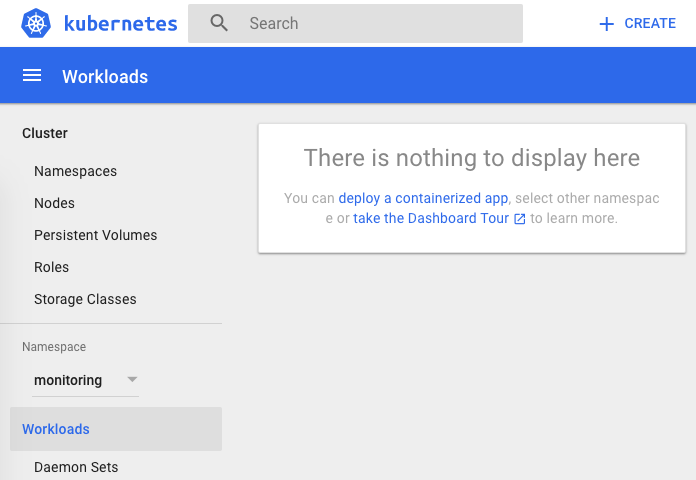 kubernetes
Search
CREATE
Workloads
Cluster
Namespaces
Nodes
Persistent Volumes
Roles
Storage Classes
Namespace
monitoring
Workloads
Daemon Sets
There is nothing to display here
You can deploy a containerized app, select other namespac
e or take the Dashboard Tour to learn more.